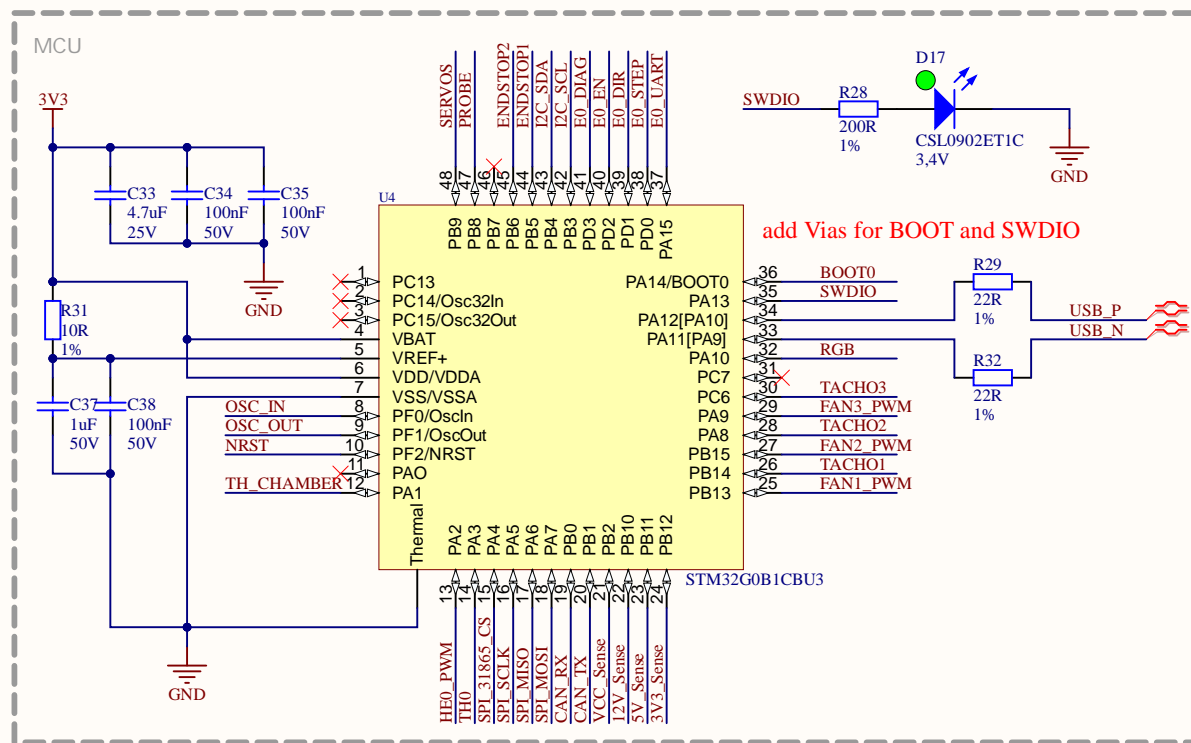 MCU
3V3
C33
4.7uF
25V
C34
100nF
50V
C35
100nF
50V
GND
R31
10R
1%
C37
1uF
50V
C38
100nF
50V
GND
SERVOS
PROBE
ENDSTOP2
ENDSTOP1
I2C_SDA
I2C_SCL
E0_DIAG
E0_EN
E0_DIR
E0_STEP
E0_UART
48
47
46
45
44
43
42
41
40
39
38
37
U4
PB9
PB8
PB7
PB6
PB5
PB4
PB3
PD3
PD2
PD1
PD0
PA15
1 PC13
2 PC14/Osc32In
3 PC15/Osc32Out
4 VBAT
5 VREF+
6 VDD/VDDA
7 VSS/VSSA
OSC_IN 8 PF0/OscIn
OSC_OUT 9 PF1/OscOut
NRST 10 PF2/NRST
11 PAO
TH_CHAMBER 12 PA1
Thermal
PA14/BOOT0 36 BOOT0
PA13 35 SWDIO
PA12[PA10] 34
PA11[PA9] 33
PA10 32 RGB
PC7 31
PC6 30 TACHO3
PA9 29 FAN3_PWM
PA8 28 TACHO2
PB15 27 FAN2_PWM
PB14 26 TACHO1
PB13 25 FAN1_PWM
PA2
PA3
PA4
PA5
PA6
PA7
PB0
PB1
PB2
PB10
PB11
PB12
STM32G0B1CBU3
13
14
15
16
17
18
19
20
21
22
23
24
HE0_PWM
TH0
SPI_31865_CS
SPI_SCLK
SPI_MISO
SPI_MOSI
CAN_RX
CAN_TX
VCC_Sense
12V_Sense
5V_Sense
3V3_Sense
SWDIO
R28
200R
1%
D17
CSL0902ET1C
3,4V
GND
add Vias for BOOT and SWDIO
R29
22R
1%
USB_P
USB_N
R32
22R
1%